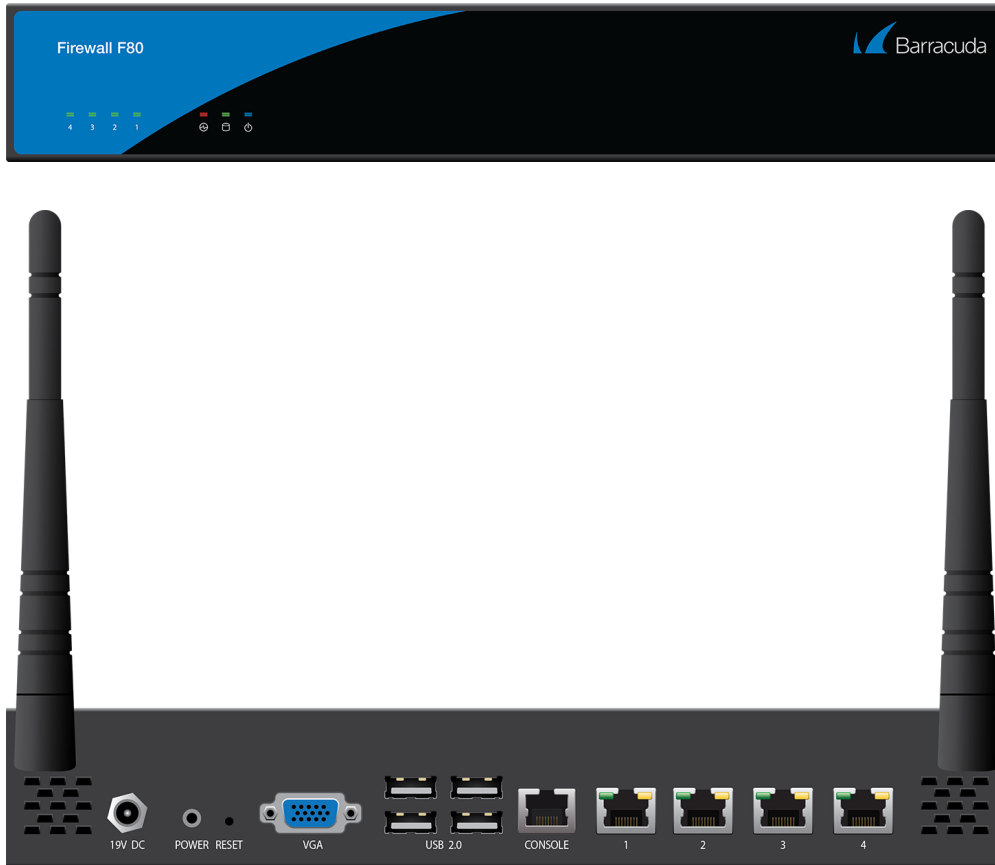 Firewall F80
Barracuda
4 3 2 1
19V DC
POWER RESET
VGA
USB 2.0
CONSOLE
1
2
3
4